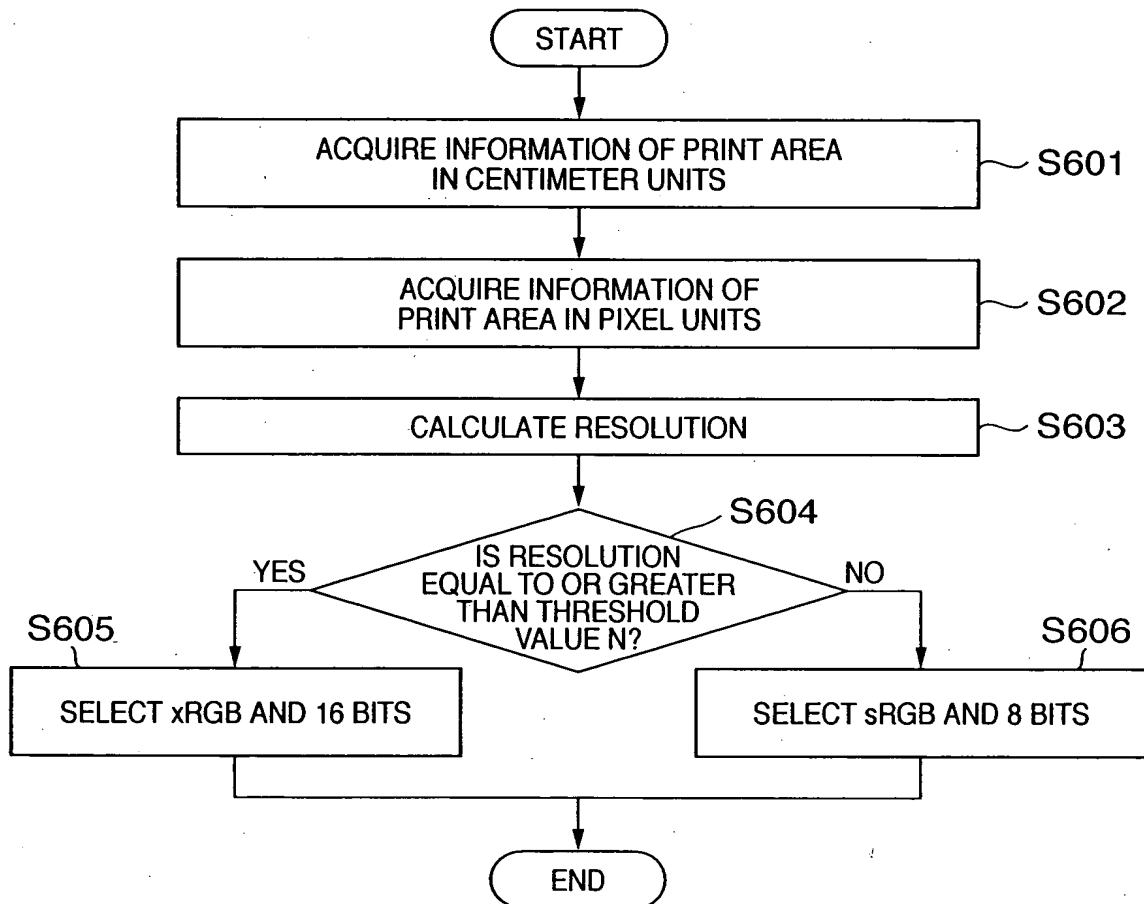 START
ACQUIRE INFORMATION OF PRINT AREA
IN CENTIMETER UNITS
S601
ACQUIRE INFORMATION OF
PRINT AREA IN PIXEL UNITS
S602
CALCULATE RESOLUTION
S603
S604
IS RESOLUTION
EQUAL TO OR GREATER
THAN THRESHOLD
VALUE N?
YES
NO
S605
SELECT xRGB AND 16 BITS
S606
SELECT sRGB AND 8 BITS
END